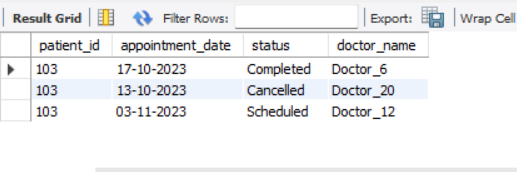 Result Grid Filter Rows: Export: Wrap Cell
patient_id appointment_date status doctor_name
103 17-10-2023 Completed Doctor_6
103 13-10-2023 Cancelled Doctor_20
103 03-11-2023 Scheduled Doctor_12